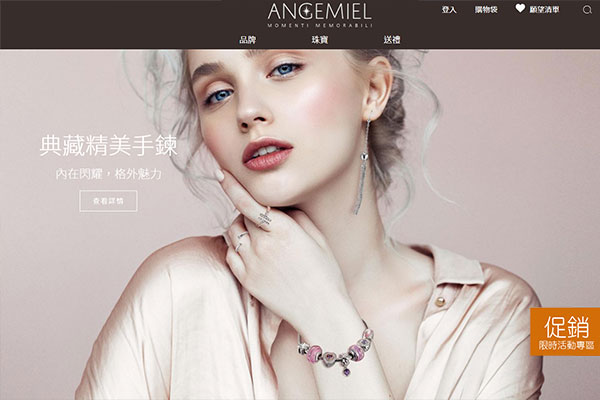 ANGEMIEL
MOMENTI MEMORABILI
登入
購物袋
願望清單
品牌
珠寶
送禮
典藏精美手鍊
內在閃耀，格外魅力
查看詳情
促銷
限時活動專區